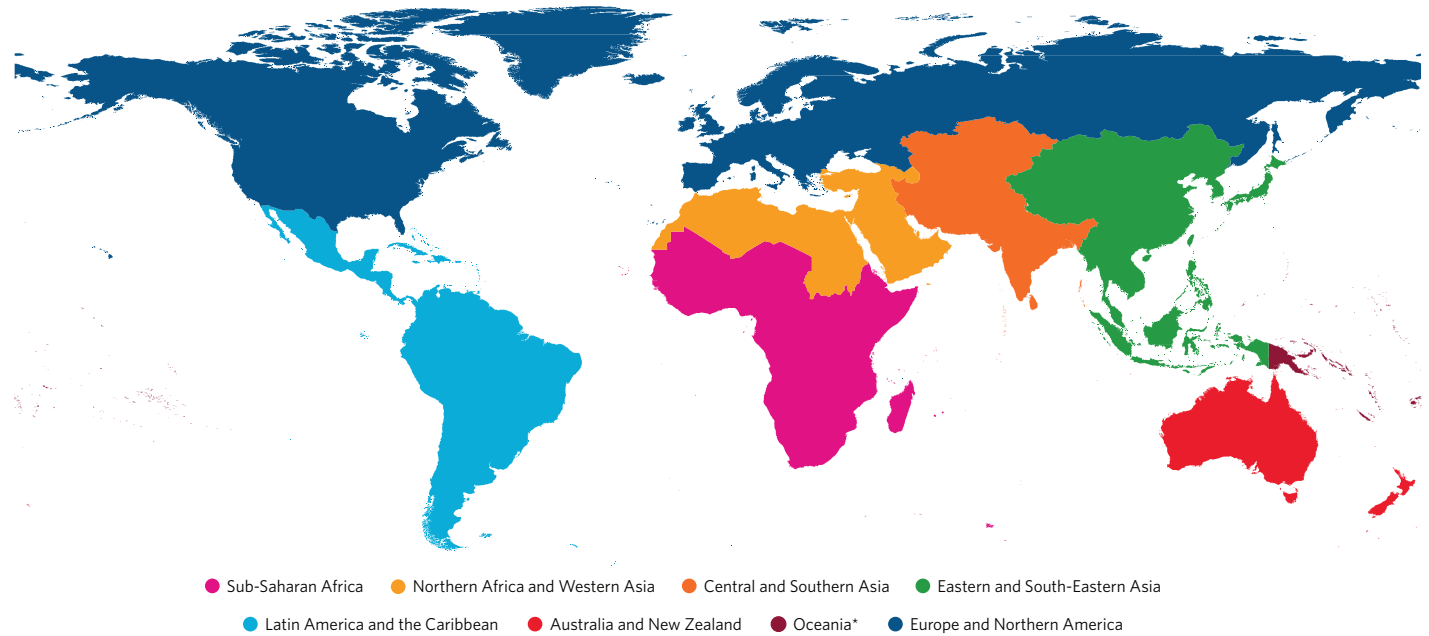 Sub-Saharan Africa Northern Africa and Western Asia Central and Southern Asia Eastern and South-Eastern Asia
Latin America and the Caribbean Australia and New Zealand Oceania* Europe and Northern America